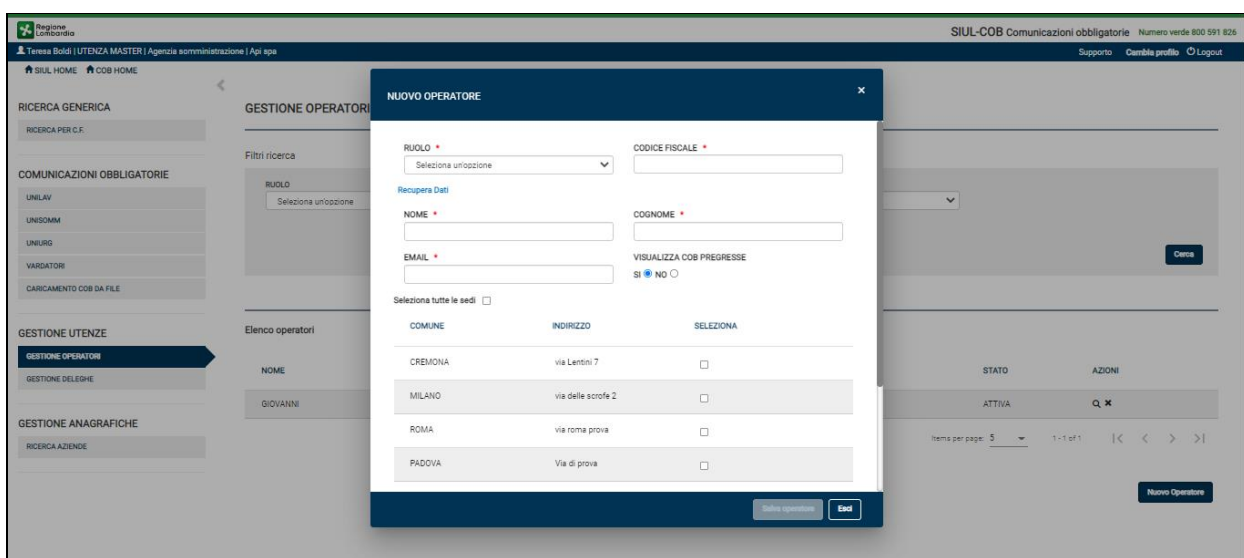 Regione
Lombardia
SIUL-COB Comunicazioni obbligatorie Numero verde 800 591 826
Teresa Boldi | UTENZA MASTER | Agenzia somministrazione | Api spa
Supporto Cambia profilo Logout
SIUL HOME COB HOME
RICERCA GENERICA
RICERCA PER C.F.
COMUNICAZIONI OBBLIGATORIE
UNILAV
UNISOMM
UNIURG
VARDATORI
CARICAMENTO COB DA FILE
GESTIONE UTENZE
GESTIONE OPERATORI
GESTIONE DELEGHE
GESTIONE ANAGRAFICHE
RICERCA AZIENDE
GESTIONE OPERATORI
Filtri ricerca
RUOLO
Seleziona un'opzione
Cerca
Elenco operatori
NOME STATO AZIONI
GIOVANNI ATTIVA
Items per page: 5 1 - 1 of 1
Nuovo Operatore
NUOVO OPERATORE ×
RUOLO * CODICE FISCALE *
Seleziona un'opzione
Recupera Dati
NOME * COGNOME *
EMAIL * VISUALIZZA COB PREGRESSE
SI NO
Seleziona tutte le sedi
COMUNE INDIRIZZO SELEZIONA
CREMONA via Lentini 7
MILANO via delle scrofe 2
ROMA via roma prova
PADOVA Via di prova
Salva operatore Esci